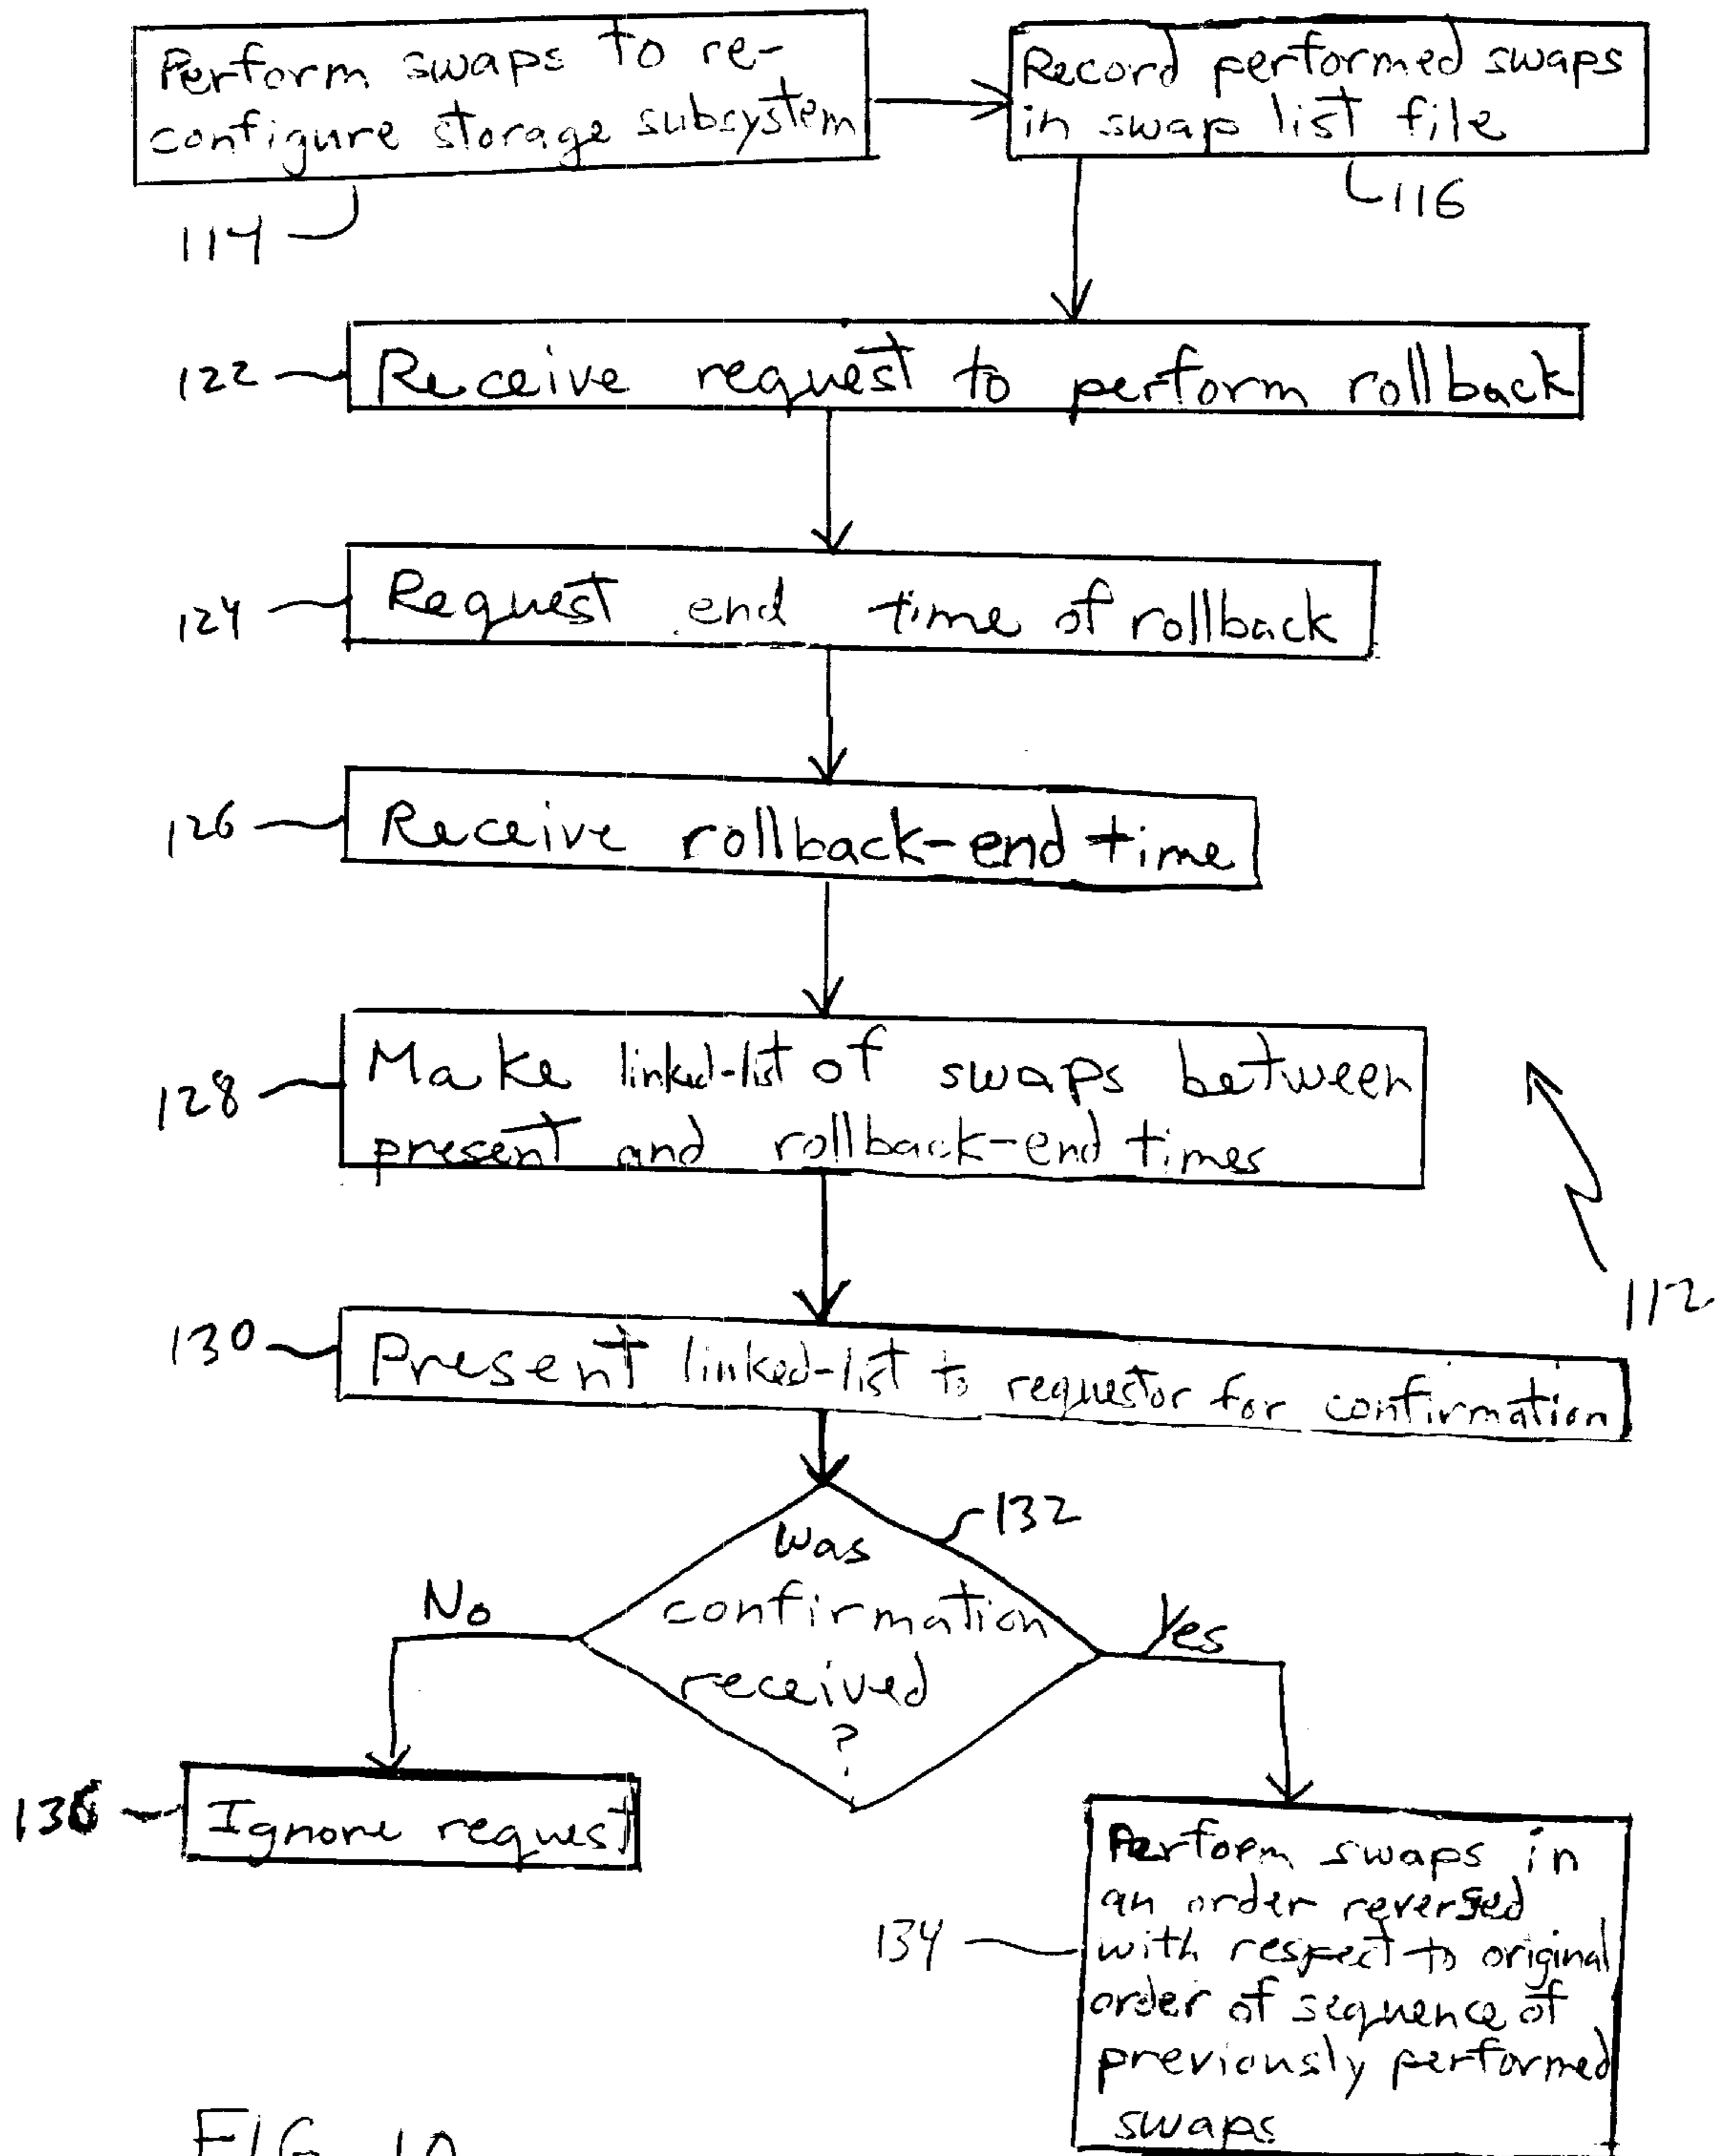 Perform swaps to re-
configure storage subsystem
114
Record performed swaps
in swap list file
116
122
Receive request to perform rollback
124
Request end time of rollback
126
Receive rollback-end time
128
Make linked-list of swaps between
present and rollback-end times
112
130
Present linked-list to requestor for confirmation
132
Was
confirmation
received
?
No
Yes
136
Ignore request
134
Perform swaps in
an order reversed
with respect to original
order of sequence of
previously performed
swaps
FIG. 10